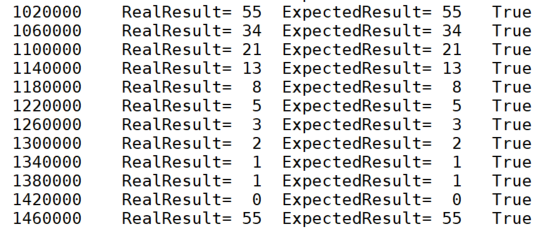 1020000    RealResult= 55  ExpectedResult= 55   True
1060000    RealResult= 34  ExpectedResult= 34   True
1100000    RealResult= 21  ExpectedResult= 21   True
1140000    RealResult= 13  ExpectedResult= 13   True
1180000    RealResult=  8  ExpectedResult=  8   True
1220000    RealResult=  5  ExpectedResult=  5   True
1260000    RealResult=  3  ExpectedResult=  3   True
1300000    RealResult=  2  ExpectedResult=  2   True
1340000    RealResult=  1  ExpectedResult=  1   True
1380000    RealResult=  1  ExpectedResult=  1   True
1420000    RealResult=  0  ExpectedResult=  0   True
1460000    RealResult= 55  ExpectedResult= 55   True